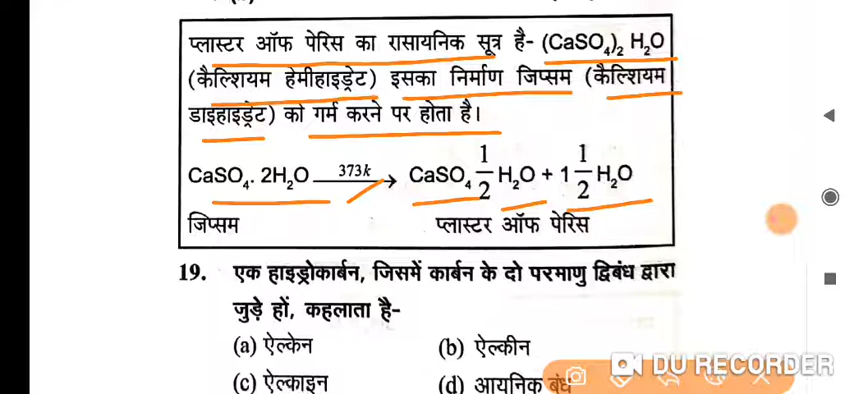 प्लास्टर ऑफ पेरिस का रासायनिक सूत्र है- (CaSO₄)₂ H₂O
(कैल्शियम हेमीहाइड्रेट) इसका निर्माण जिप्सम (कैल्शियम
डाइहाइड्रेट) को गर्म करने पर होता है।
CaSO₄. 2H₂O —373k→ CaSO₄ 1/2 H₂O + 1 1/2 H₂O
जिप्सम प्लास्टर ऑफ पेरिस
19. एक हाइड्रोकार्बन, जिसमें कार्बन के दो परमाणु द्विबंध द्वारा
जुड़े हों, कहलाता है-
(a) ऐल्केन (b) ऐल्कीन
(c) ऐल्काइन (d) आयनिक बंध
DU RECORDER